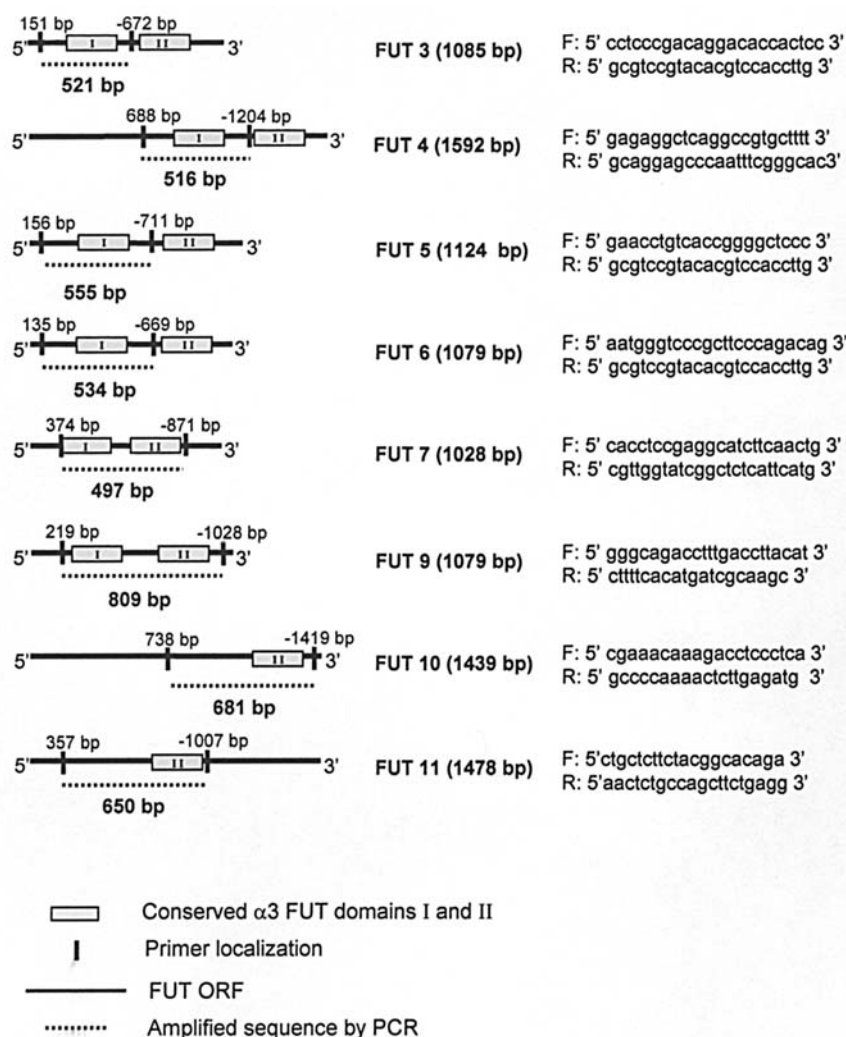 151 bp -672 bp
5' I II 3' FUT 3 (1085 bp) F: 5' cctcccgacaggacaccactcc 3'
R: 5' gcgtccgtacacgtccaccttg 3'
521 bp
688 bp -1204 bp
5' I II 3' FUT 4 (1592 bp) F: 5' gagaggctcaggccgtgctttt 3'
R: 5' gcaggagcccaatttcgggcac3'
516 bp
156 bp -711 bp
5' I II 3' FUT 5 (1124 bp) F: 5' gaacctgtcaccggggctccc 3'
R: 5' gcgtccgtacacgtccaccttg 3'
555 bp
135 bp -669 bp
5' I II 3' FUT 6 (1079 bp) F: 5' aatgggtcccgcttcccagacag 3'
R: 5' gcgtccgtacacgtccaccttg 3'
534 bp
374 bp -871 bp
5' I II 3' FUT 7 (1028 bp) F: 5' cacctccgaggcatcttcaactg 3'
R: 5' cgttggtatcggctctcattcatg 3'
497 bp
219 bp -1028 bp
5' I II 3' FUT 9 (1079 bp) F: 5' gggcagacctttgaccttacat 3'
R: 5' cttttcacatgatcgcaagc 3'
809 bp
738 bp -1419 bp
5' II 3' FUT 10 (1439 bp) F: 5' cgaaacaaagacctccctca 3'
R: 5' gccccaaaactcttgagatg 3'
681 bp
357 bp -1007 bp
5' II 3' FUT 11 (1478 bp) F: 5'ctgctcttctacggcacaga 3'
R: 5'aactctgccagcttctgagg 3'
650 bp
Conserved α3 FUT domains I and II
Primer localization
FUT ORF
Amplified sequence by PCR